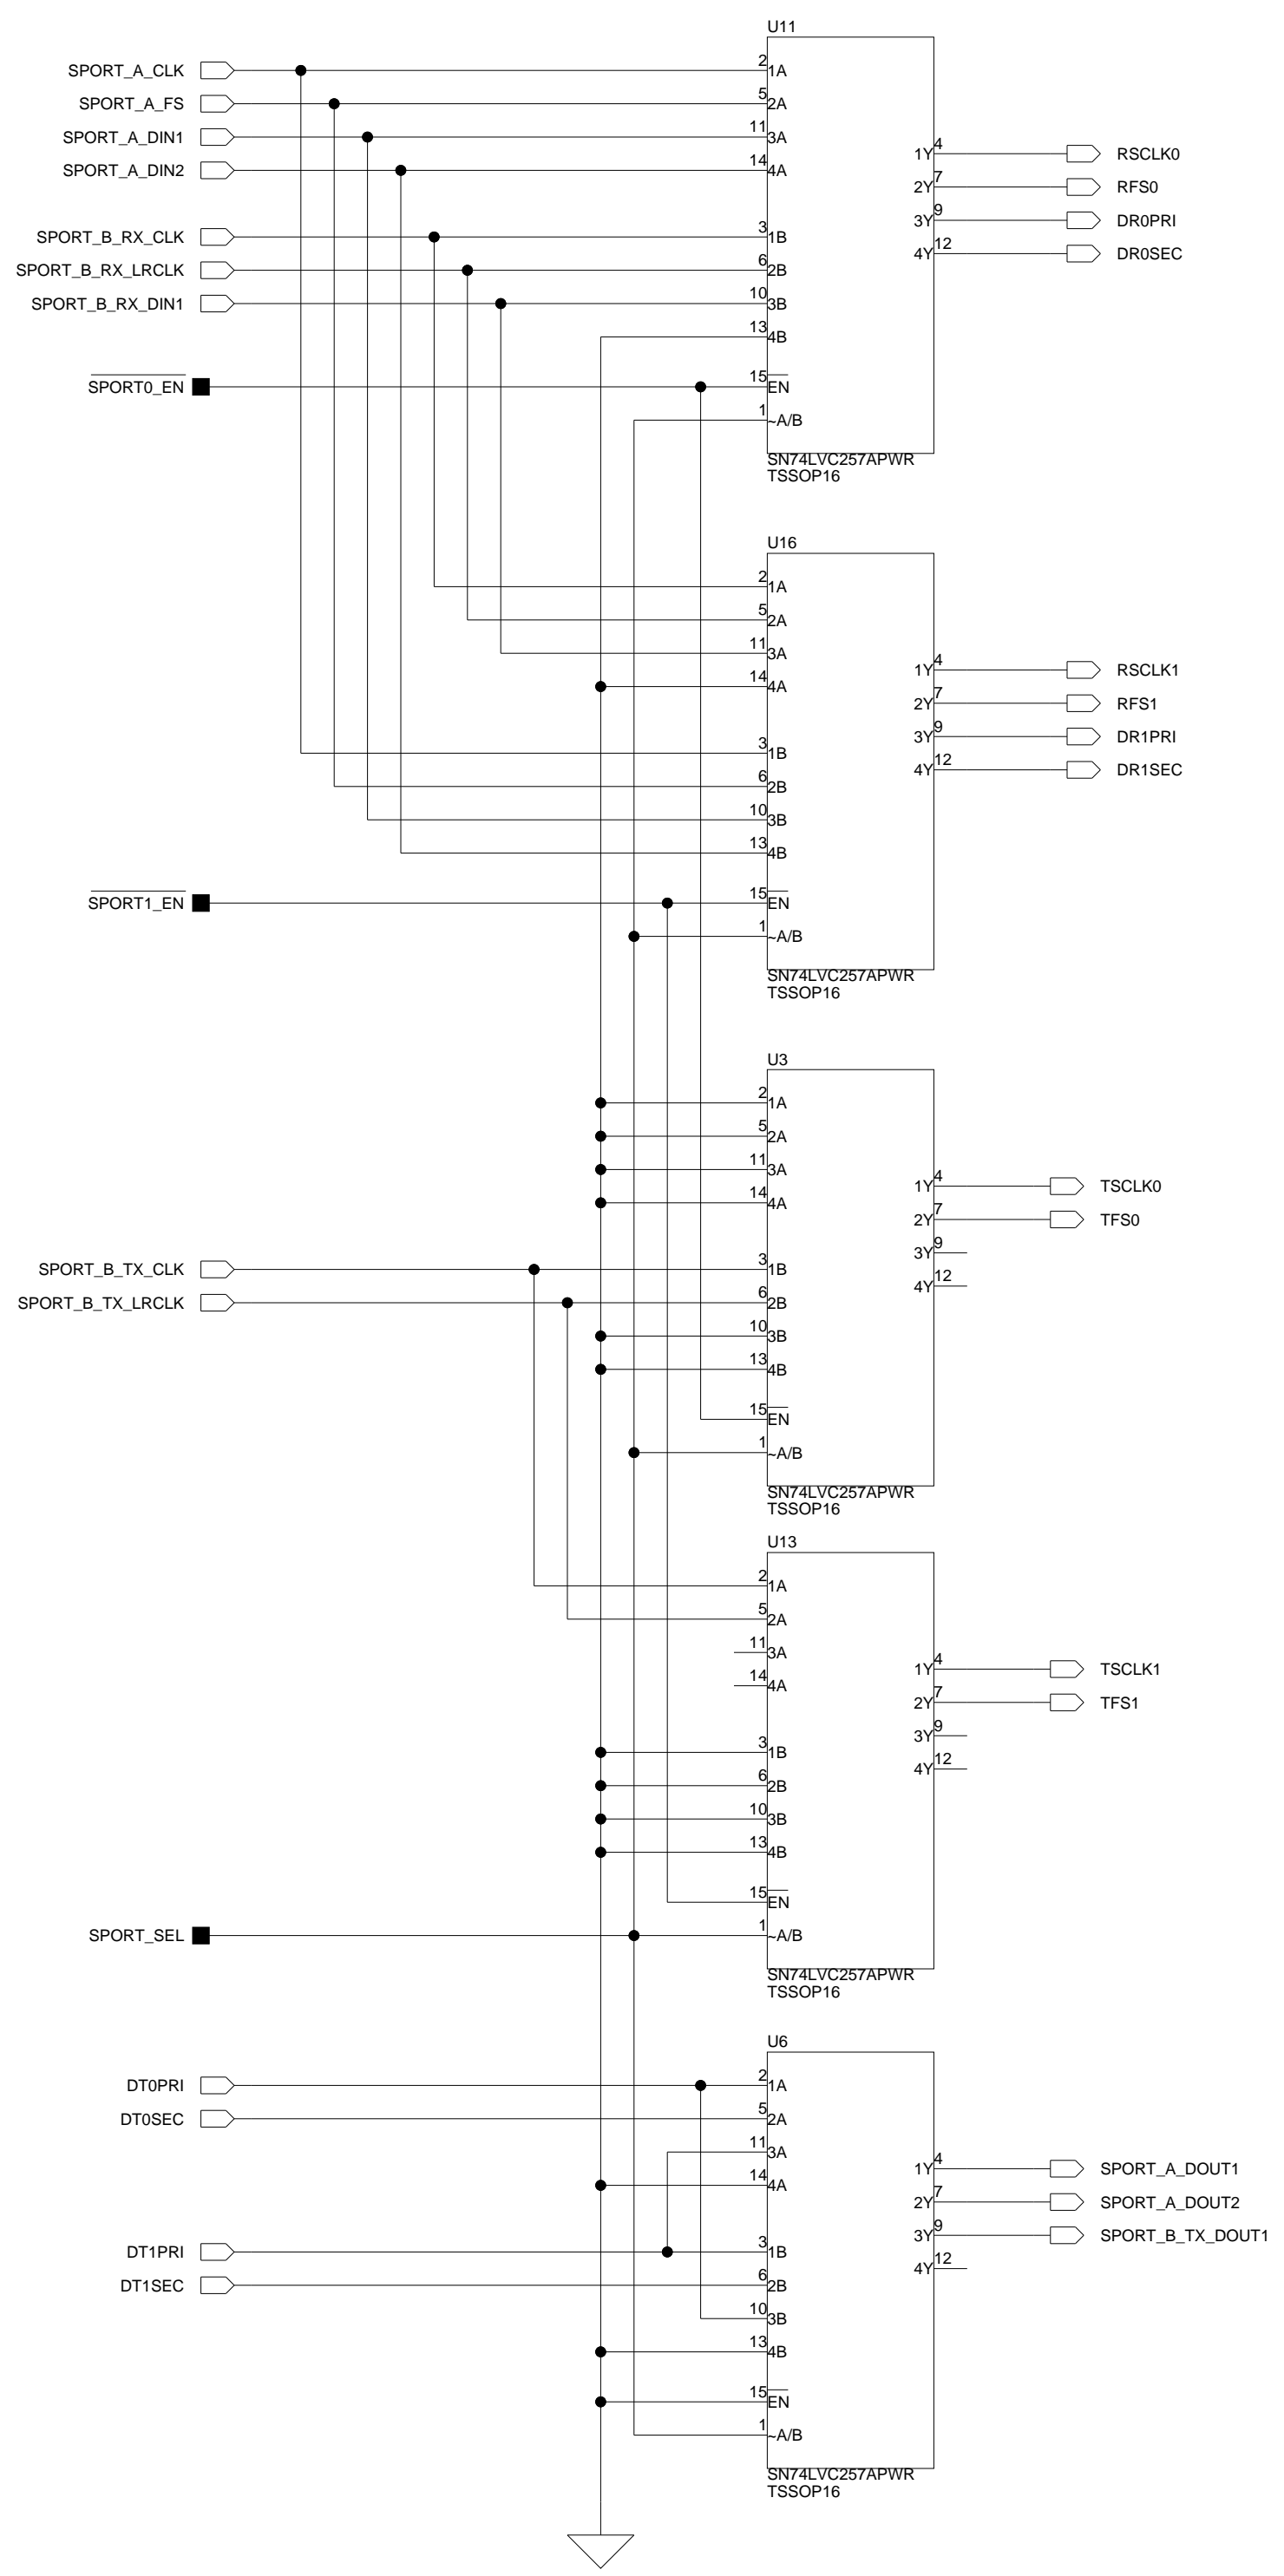 U11
SPORT_A_CLK 2 1A
SPORT_A_FS 5 2A
SPORT_A_DIN1 11 3A
1Y 4 RSCLK0
SPORT_A_DIN2 14 4A
2Y 7 RFS0
3Y 9 DR0PRI
SPORT_B_RX_CLK 3 1B
4Y 12 DR0SEC
SPORT_B_RX_LRCLK 6 2B
SPORT_B_RX_DIN1 10 3B
13 4B
SPORT0_EN 15 EN
1 ~A/B
SN74LVC257APWR
TSSOP16
U16
2 1A
5 2A
11 3A
1Y 4 RSCLK1
14 4A
2Y 7 RFS1
3Y 9 DR1PRI
3 1B
4Y 12 DR1SEC
6 2B
10 3B
13 4B
SPORT1_EN 15 EN
1 ~A/B
SN74LVC257APWR
TSSOP16
U3
2 1A
5 2A
11 3A
1Y 4 TSCLK0
14 4A
2Y 7 TFS0
3Y 9
SPORT_B_TX_CLK 3 1B
4Y 12
SPORT_B_TX_LRCLK 6 2B
10 3B
13 4B
15 EN
1 ~A/B
SN74LVC257APWR
TSSOP16
U13
2 1A
5 2A
11 3A
1Y 4 TSCLK1
14 4A
2Y 7 TFS1
3Y 9
3 1B
4Y 12
6 2B
10 3B
13 4B
15 EN
SPORT_SEL 1 ~A/B
SN74LVC257APWR
TSSOP16
U6
DT0PRI 2 1A
DT0SEC 5 2A
11 3A
1Y 4 SPORT_A_DOUT1
14 4A
2Y 7 SPORT_A_DOUT2
3Y 9 SPORT_B_TX_DOUT1
DT1PRI 3 1B
4Y 12
DT1SEC 6 2B
10 3B
13 4B
15 EN
1 ~A/B
SN74LVC257APWR
TSSOP16